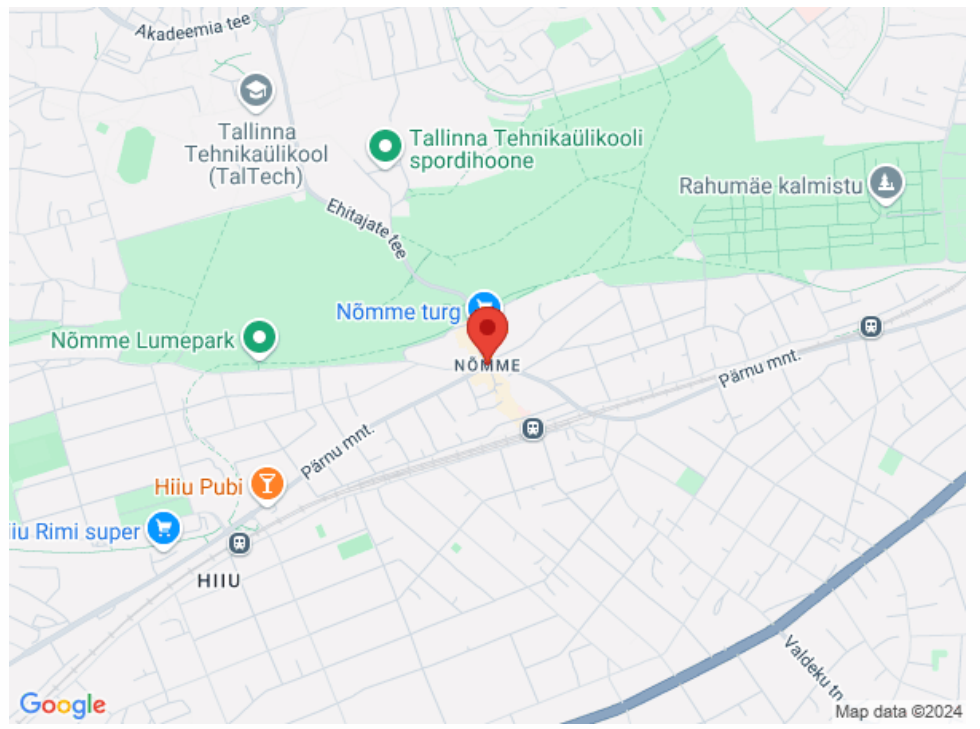 Akadeemia tee
Tallinna
Tehnikaülikool
(TalTech)
Tallinna Tehnikaülikooli
spordihoone
Rahumäe kalmistu
Ehitajate tee
Nõmme turg
Nõmme Lumepark
NÕMME
Pärnu mnt.
Pärnu mnt.
Hiiu Pubi
iu Rimi super
HIIU
Valdeku tn
Google
Map data ©2024